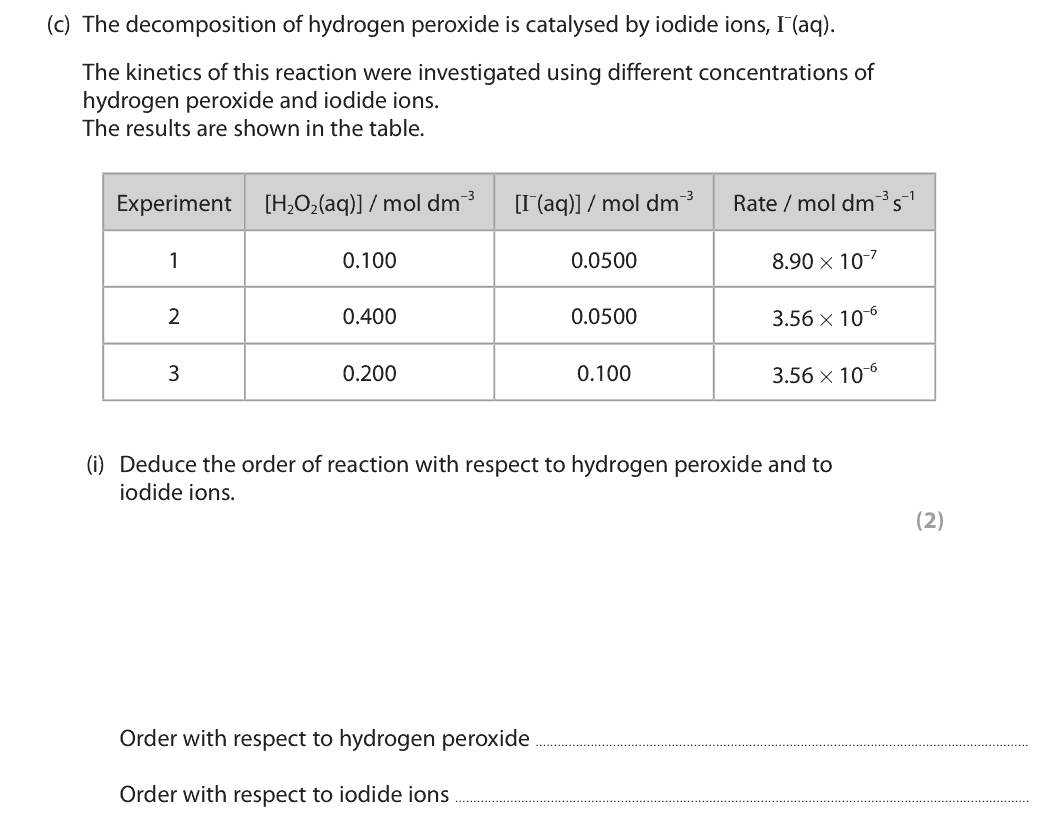 (c) The decomposition of hydrogen peroxide is catalysed by iodide ions, I⁻(aq).
The kinetics of this reaction were investigated using different concentrations of
hydrogen peroxide and iodide ions.
The results are shown in the table.
Experiment [H₂O₂(aq)] / mol dm⁻³ [I⁻(aq)] / mol dm⁻³ Rate / mol dm⁻³ s⁻¹
1 0.100 0.0500 8.90 × 10⁻⁷
2 0.400 0.0500 3.56 × 10⁻⁶
3 0.200 0.100 3.56 × 10⁻⁶
(i) Deduce the order of reaction with respect to hydrogen peroxide and to
iodide ions.
(2)
Order with respect to hydrogen peroxide
Order with respect to iodide ions